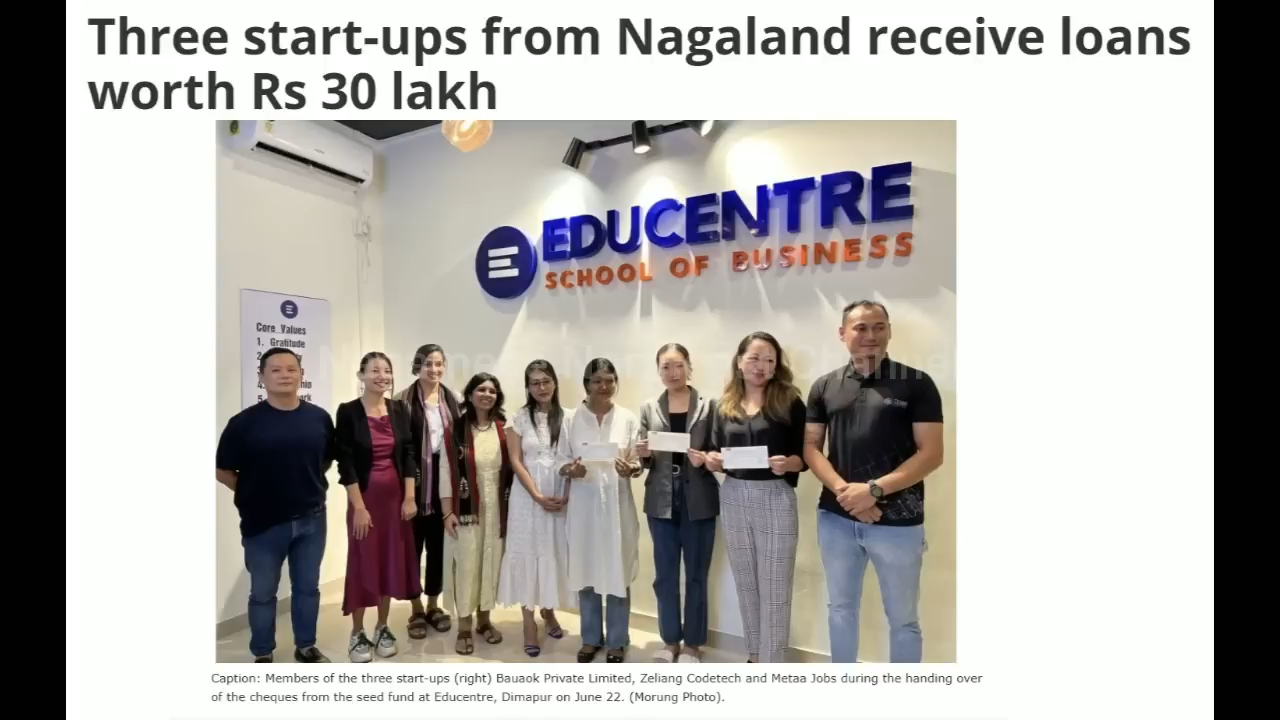 Three start-ups from Nagaland receive loans
worth Rs 30 lakh
EDUCENTRE
SCHOOL OF BUSINESS
Core Values
1. Gratitude
Caption: Members of the three start-ups (right) Bauaok Private Limited, Zeliang Codetech and Metaa Jobs during the handing over
of the cheques from the seed fund at Educentre, Dimapur on June 22. (Morung Photo).